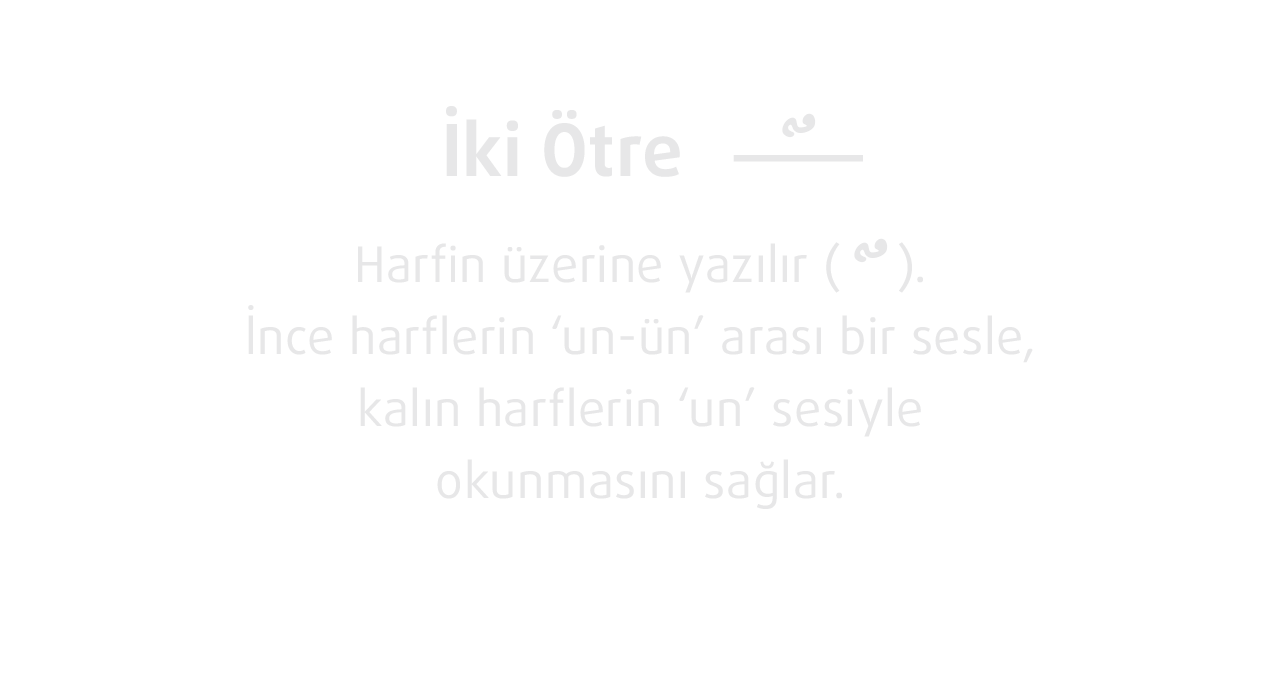 İki Ötre ـٌـ
Harfin üzerine yazılır ( ٌ ).
İnce harflerin ‘un-ün’ arası bir sesle,
kalın harflerin ‘un’ sesiyle
okunmasını sağlar.